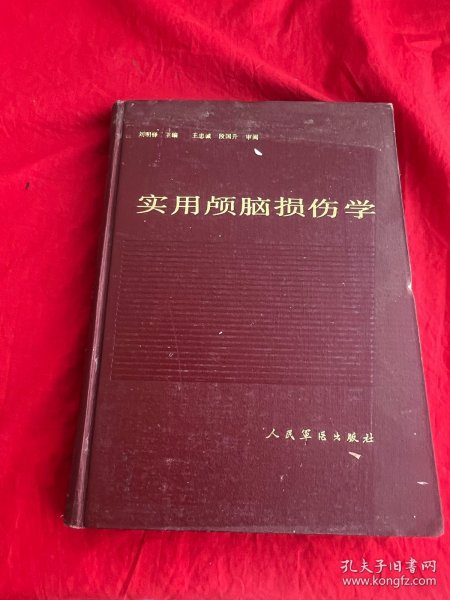 刘明铎 主编 王忠诚 段国升 审阅
实用颅脑损伤学
人民军医出版社
孔夫子旧书网
www.kongfz.com